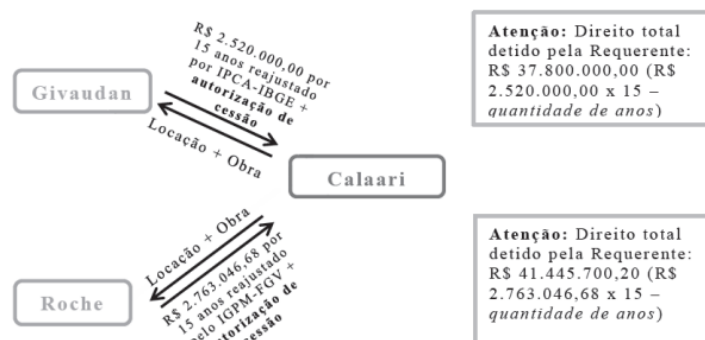 R$ 2.520.000,00 por
15 anos reajustado
por IPCA-IBGE +
autorização de
cessão
Givaudan
Locação + Obra
Atenção: Direito total
detido pela Requerente:
R$ 37.800.000,00 (R$
2.520.000,00 x 15 –
quantidade de anos)
Calaari
Locação + Obra
R$ 2.763.046,68 por
15 anos reajustado
pelo IGPM-FGV +
autorização de
cessão
Roche
Atenção: Direito total
detido pela Requerente:
R$ 41.445.700,20 (R$
2.763.046,68 x 15 –
quantidade de anos)